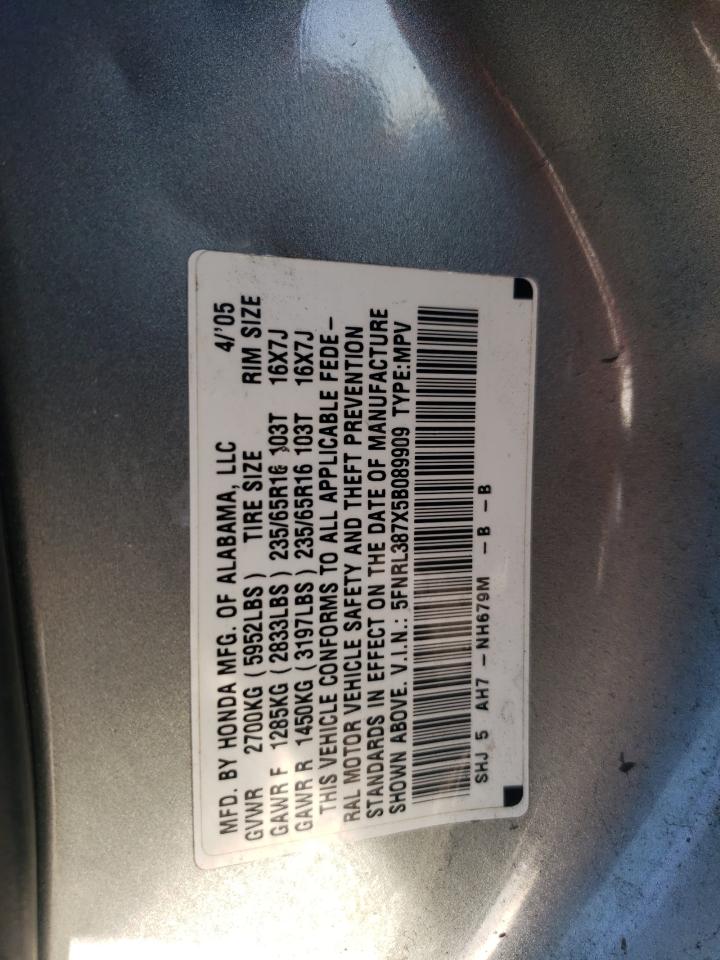 MFD. BY HONDA MFG. OF ALABAMA, LLC 4/'05
GVWR 2700KG (5952LBS) TIRE SIZE RIM SIZE
GAWR F 1285KG (2833LBS) 235/65R16 103T 16X7J
GAWR R 1450KG (3197LBS) 235/65R16 103T 16X7J
THIS VEHICLE CONFORMS TO ALL APPLICABLE FEDE-
RAL MOTOR VEHICLE SAFETY AND THEFT PREVENTION
STANDARDS IN EFFECT ON THE DATE OF MANUFACTURE
SHOWN ABOVE. V.I.N.: 5FNRL387X5B089909 TYPE:MPV
SHJ 5 AH7 - NH679M - B - B